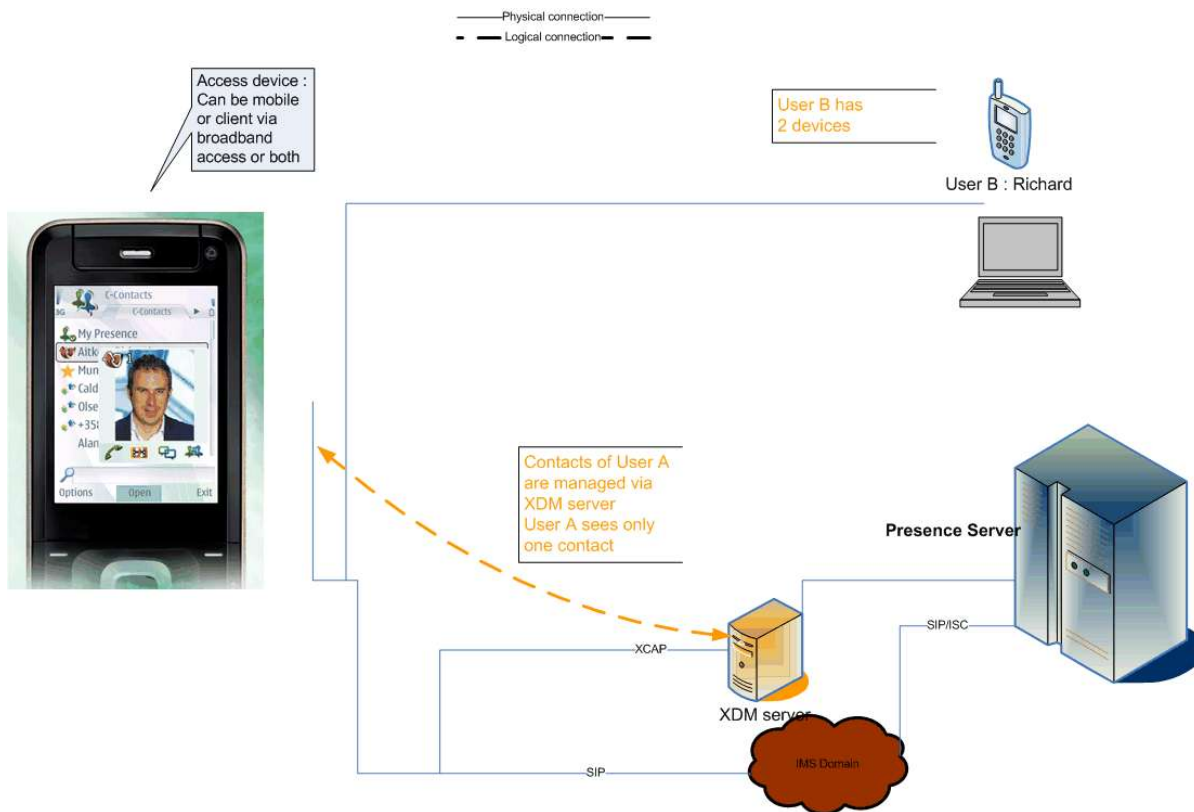 Physical connection
Logical connection
Access device :
Can be mobile
or client via
broadband
access or both
User B has
2 devices
User B : Richard
3G
C-Contacts
C-Contacts
My Presence
Aitk
Mun
Cald
Olse
+358
Alan
Options
Open
Exit
Contacts of User A
are managed via
XDM server
User A sees only
one contact
Presence Server
SIP/ISC
XCAP
XDM server
IMS Domain
SIP